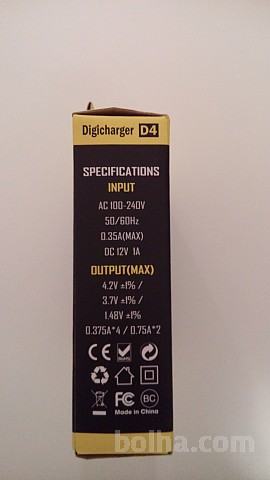 Digicharger D4
SPECIFICATIONS
INPUT
AC 100-240V
50/60Hz
0.35A(MAX)
DC 12V 1A
OUTPUT(MAX)
4.2V ±1% /
3.7V ±1% /
1.48V ±1%
0.375A*4 / 0.75A*2
CE RoHS
FC BC
Made in China
bolha.com